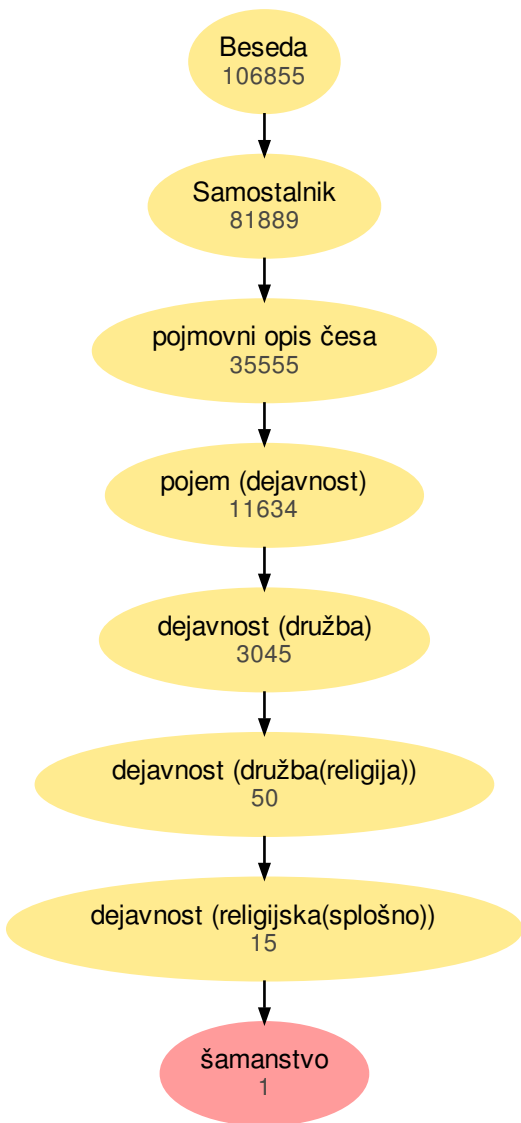 Beseda
106855
Samostalnik
81889
pojmovni opis česa
35555
pojem (dejavnost)
11634
dejavnost (družba)
3045
dejavnost (družba(religija))
50
dejavnost (religijska(splošno))
15
šamanstvo
1